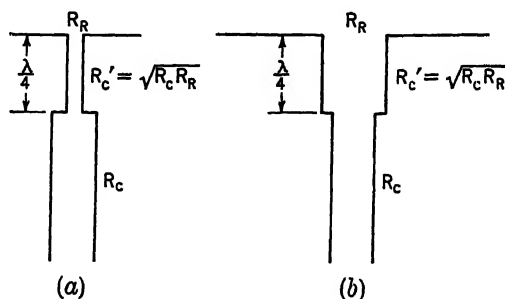 R_R
λ/4
R_c' = √R_c R_R
R_c
(a)
R_R
λ/4
R_c' = √R_c R_R
R_c
(b)